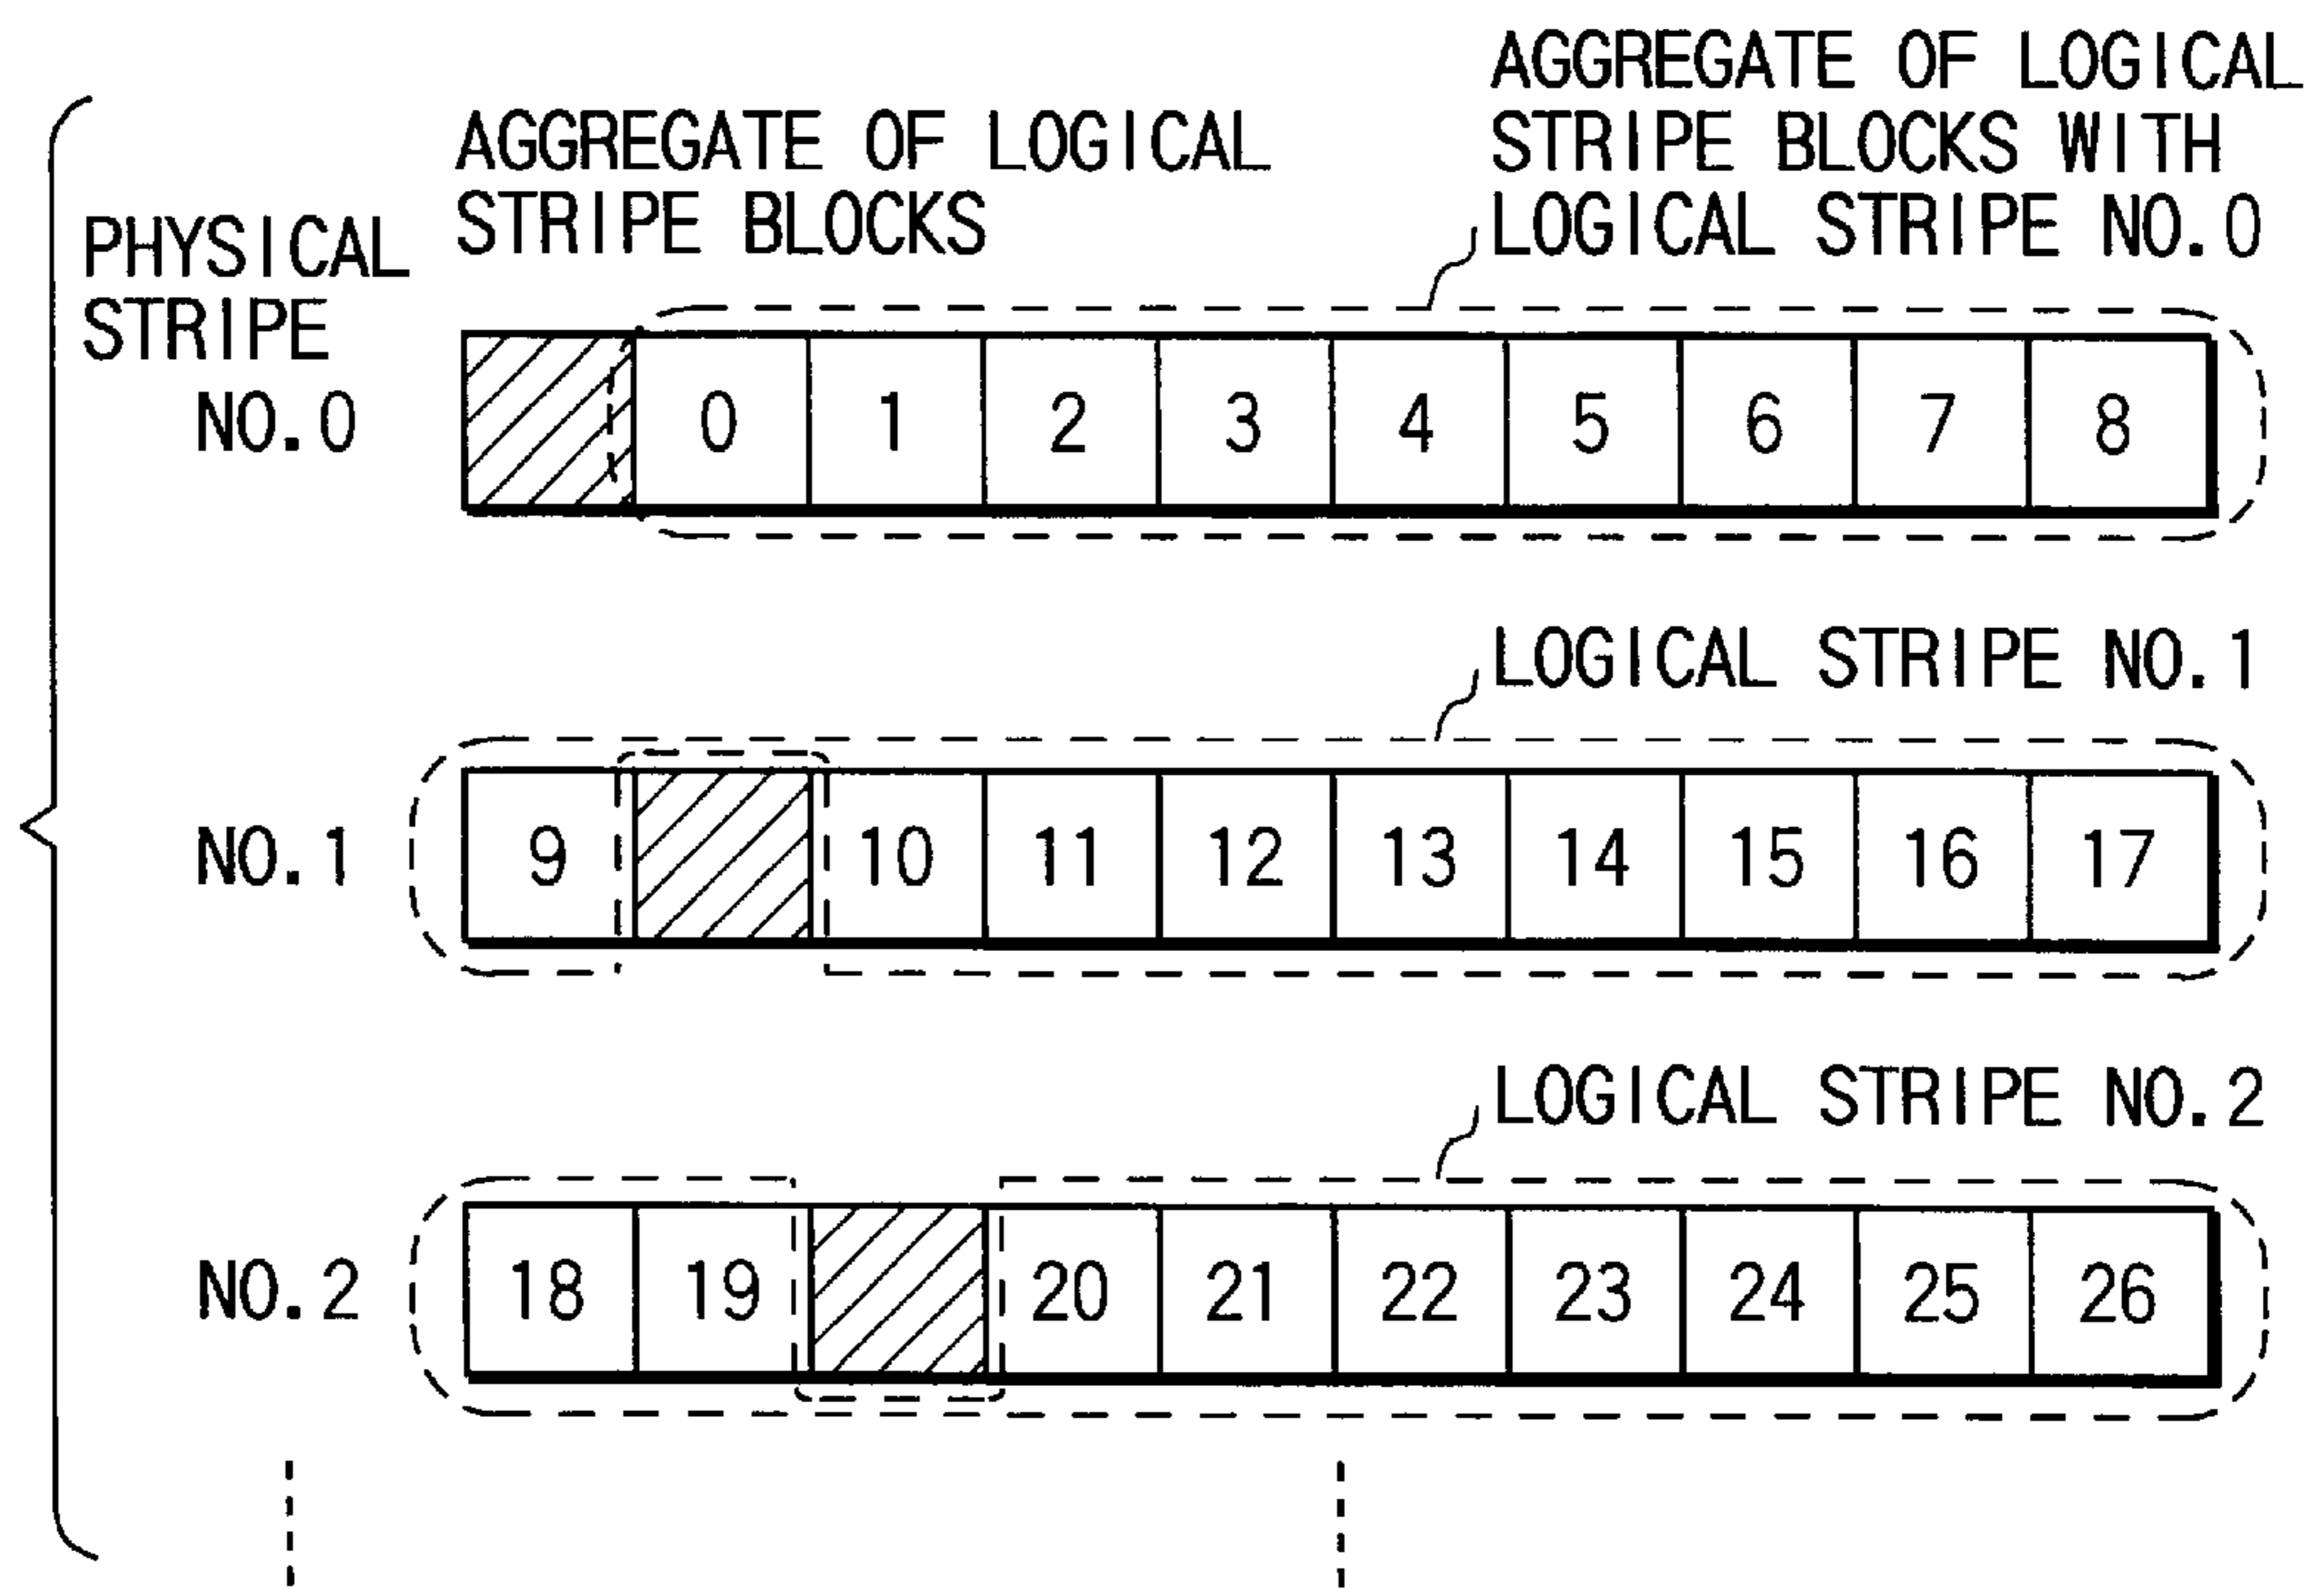 AGGREGATE OF LOGICAL
STRIPE BLOCKS
AGGREGATE OF LOGICAL
STRIPE BLOCKS WITH
LOGICAL STRIPE NO.0
PHYSICAL
STRIPE
NO.0
0 1 2 3 4 5 6 7 8
LOGICAL STRIPE NO.1
NO.1
9 10 11 12 13 14 15 16 17
LOGICAL STRIPE NO.2
NO.2
18 19 20 21 22 23 24 25 26